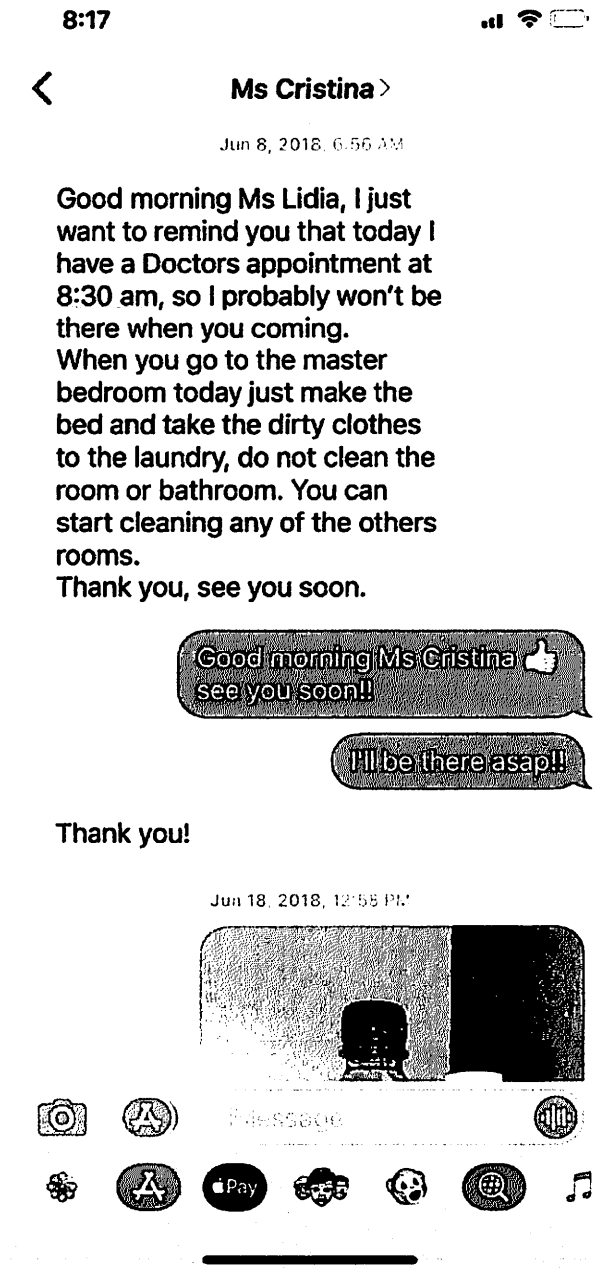 8:17
Ms Cristina
Jun 8, 2018, 6:56 AM
Good morning Ms Lidia, I just
want to remind you that today I
have a Doctors appointment at
8:30 am, so I probably won't be
there when you coming.
When you go to the master
bedroom today just make the
bed and take the dirty clothes
to the laundry, do not clean the
room or bathroom. You can
start cleaning any of the others
rooms.
Thank you, see you soon.
Good morning Ms Cristina 👍
see you soon!!
I'll be there asap!!
Thank you!
Jun 18, 2018, 12:58 PM
iMessage
Pay